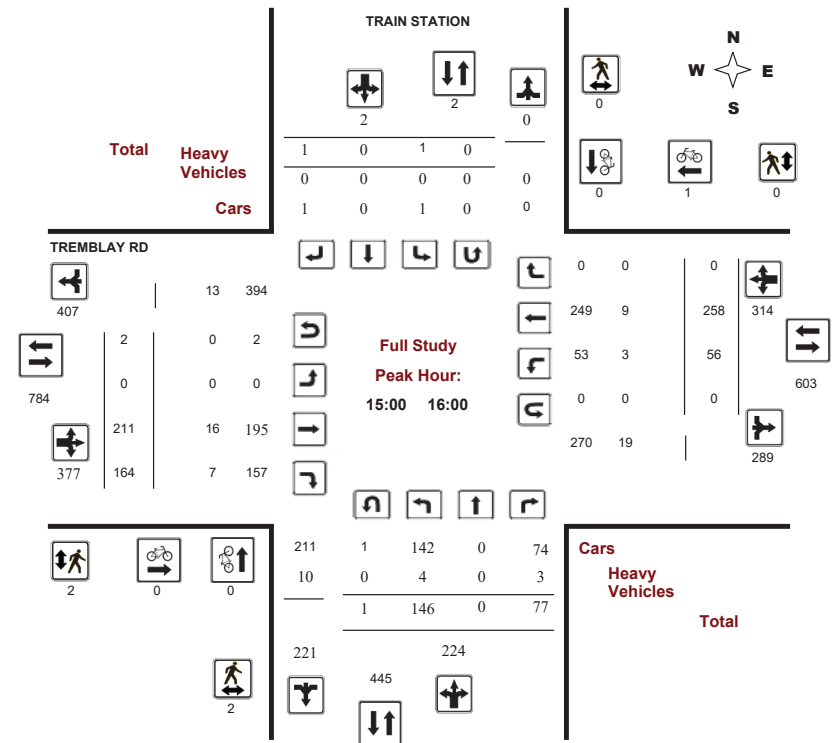 TRAIN STATION
N
W E
S
2 2 0 0
Total Heavy Vehicles 1 0 1 0
0 0 0 0 0
Cars 1 0 1 0 0
0 1 0
TREMBLAY RD
407 13 394
784
2 0 2
0 0 0
211 16 195
377 164 7 157
Full Study
Peak Hour:
15:00 16:00
0 0 0
249 9 258 314
53 3 56
603
0 0 0
270 19 289
211 1 142 0 74 Cars
10 0 4 0 3 Heavy Vehicles
1 146 0 77 Total
2 0 0
221 224
445
2